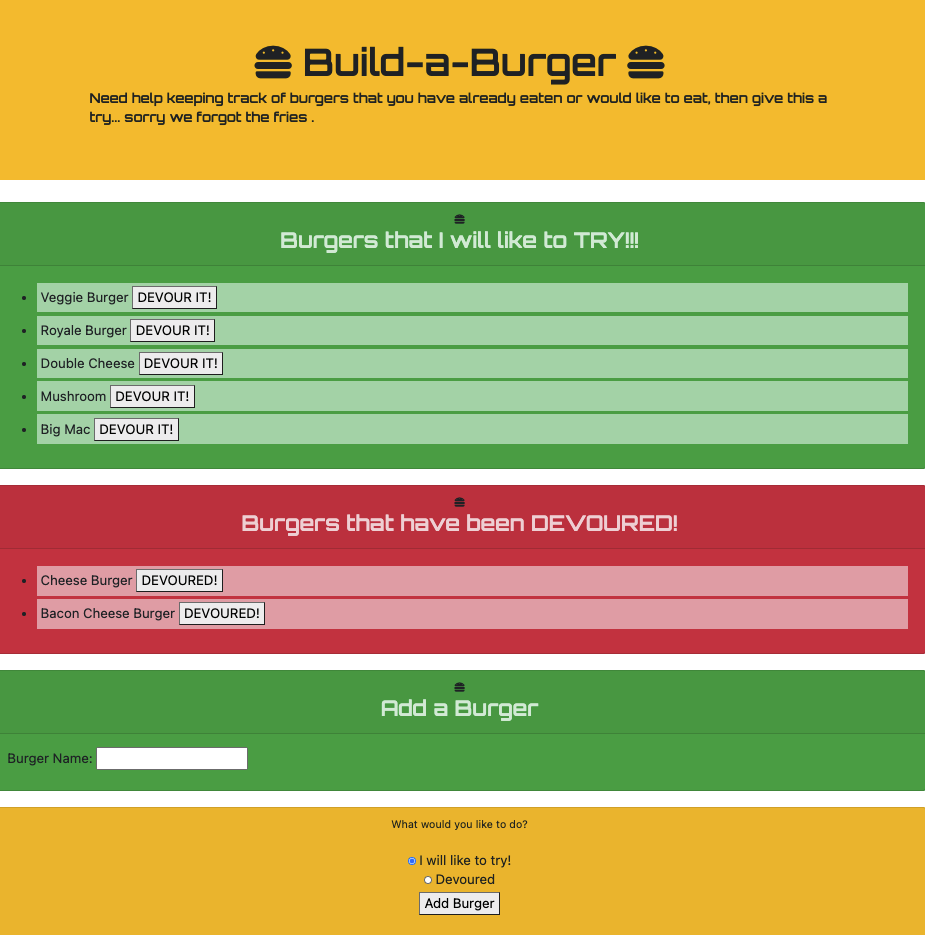 Build-a-Burger
Need help keeping track of burgers that you have already eaten or would like to eat, then give this a
try... sorry we forgot the fries .
Burgers that I will like to TRY!!!
Veggie Burger DEVOUR IT!
Royale Burger DEVOUR IT!
Double Cheese DEVOUR IT!
Mushroom DEVOUR IT!
Big Mac DEVOUR IT!
Burgers that have been DEVOURED!
Cheese Burger DEVOURED!
Bacon Cheese Burger DEVOURED!
Add a Burger
Burger Name:
What would you like to do?
I will like to try!
Devoured
Add Burger